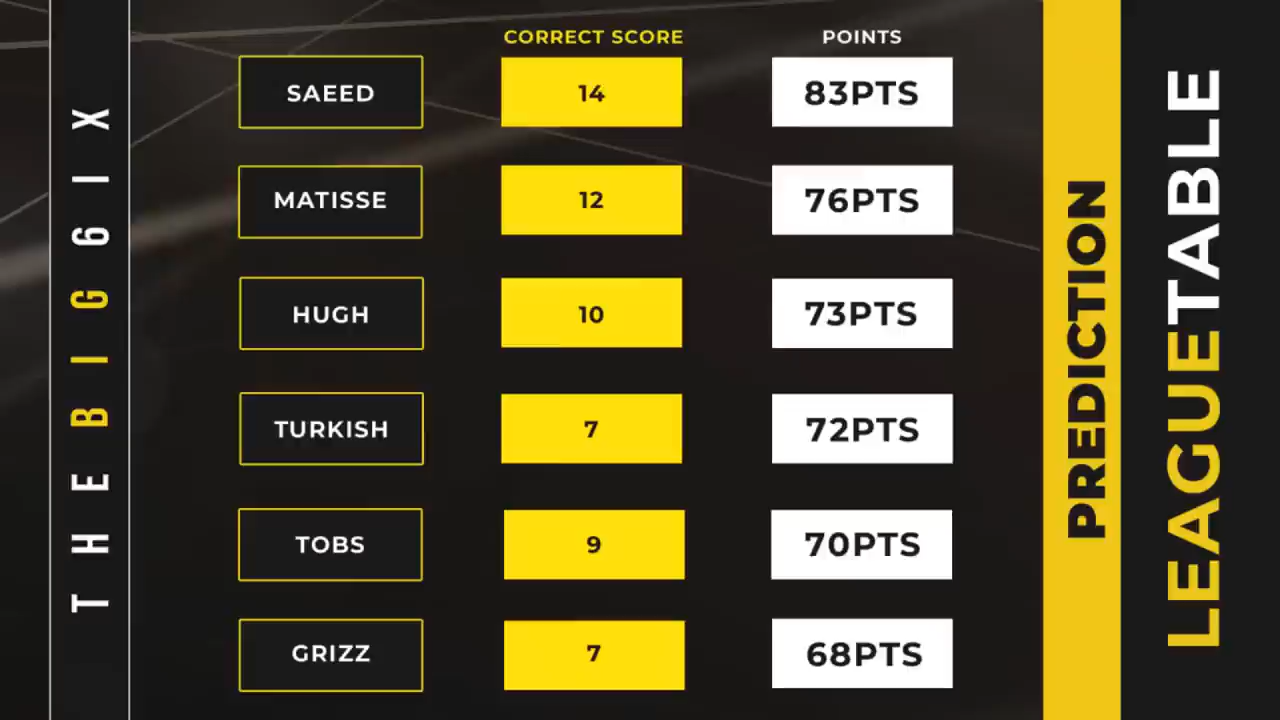 THE BIG 6IX
CORRECT SCORE POINTS
SAEED 14 83PTS
MATISSE 12 76PTS
HUGH 10 73PTS
TURKISH 7 72PTS
TOBS 9 70PTS
GRIZZ 7 68PTS
PREDICTION
LEAGUETABLE